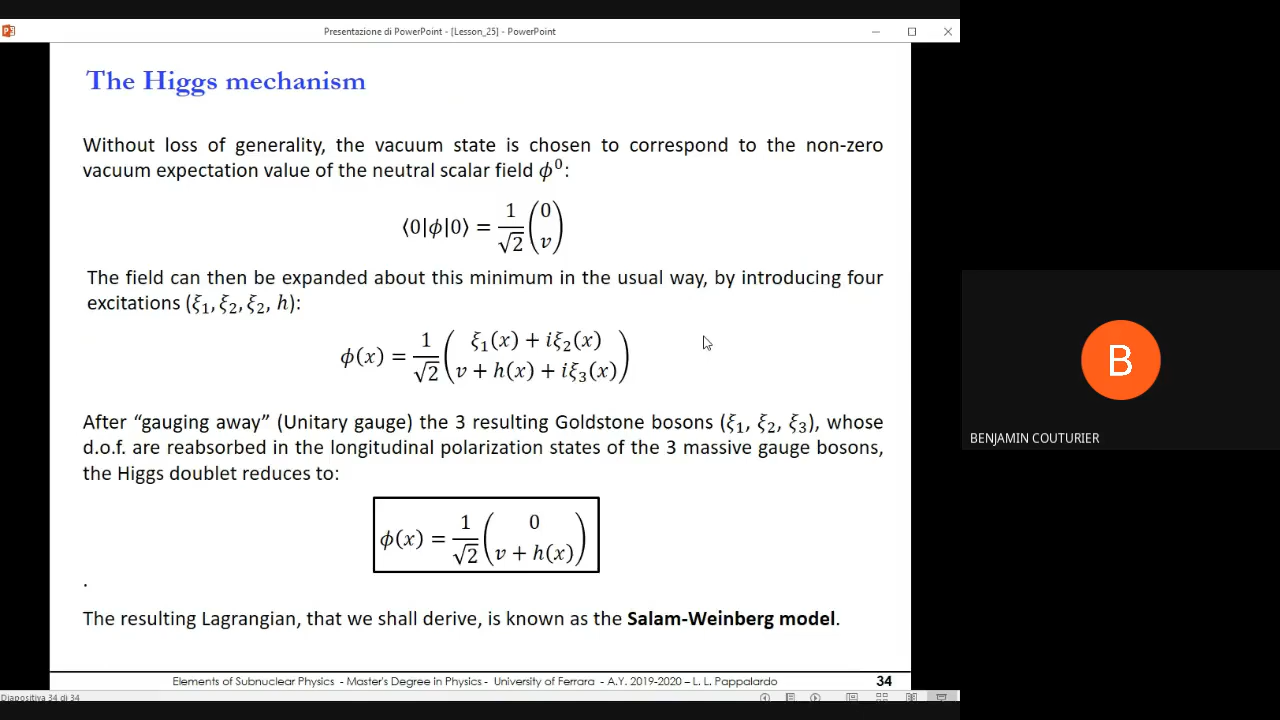 Presentazione di PowerPoint - [Lesson_25] - PowerPoint
The Higgs mechanism
Without loss of generality, the vacuum state is chosen to correspond to the non-zero
vacuum expectation value of the neutral scalar field ϕ⁰:
⟨0|ϕ|0⟩ = 1/√2 (0
v)
The field can then be expanded about this minimum in the usual way, by introducing four
excitations (ξ₁, ξ₂, ξ₂, h):
ϕ(x) = 1/√2 (ξ₁(x) + iξ₂(x)
v + h(x) + iξ₃(x))
After “gauging away” (Unitary gauge) the 3 resulting Goldstone bosons (ξ₁, ξ₂, ξ₃), whose
d.o.f. are reabsorbed in the longitudinal polarization states of the 3 massive gauge bosons,
the Higgs doublet reduces to:
ϕ(x) = 1/√2 (0
v + h(x))
.
The resulting Lagrangian, that we shall derive, is known as the Salam-Weinberg model.
Elements of Subnuclear Physics - Master's Degree in Physics - University of Ferrara - A.Y. 2019-2020 – L. L. Pappalardo
34
Diapositiva 34 di 34
B
BENJAMIN COUTURIER